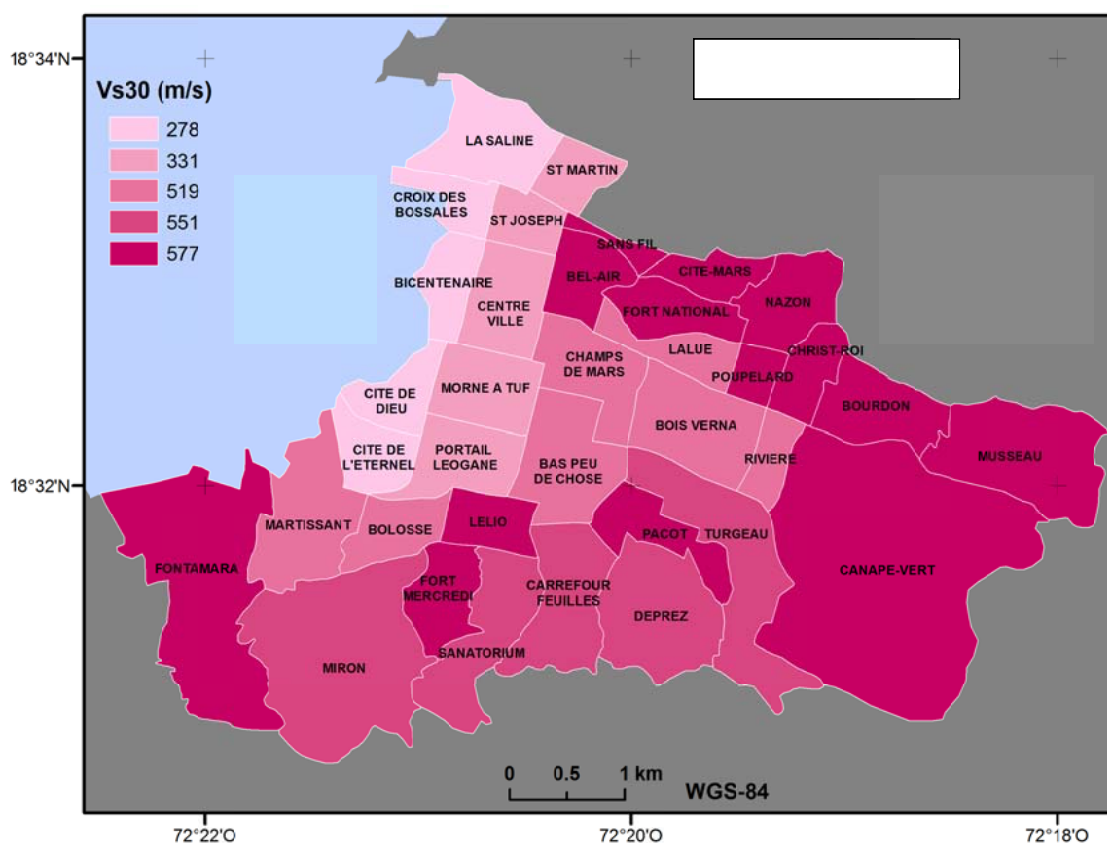 18°34'N
Vs30 (m/s)
278
331
519
551
577
LA SALINE
ST MARTIN
CROIX DES
BOSSALES
ST JOSEPH
SANS FIL
BEL-AIR
CITE-MARS
BICENTENAIRE
NAZON
CENTRE
VILLE
FORT NATIONAL
LALUE
CHRIST-ROI
CHAMPS
DE MARS
POUPELARD
CITE DE
DIEU
MORNE A TUF
BOURDON
BOIS VERNA
CITE DE
L'ETERNEL
PORTAIL
LEOGANE
BAS PEU
DE CHOSE
RIVIERE
MUSSEAU
18°32'N
MARTISSANT
BOLOSSE
LELIO
PACOT
TURGEAU
FONTAMARA
CANAPE-VERT
FORT
MERCREDI
CARREFOUR
FEUILLES
DEPREZ
SANATORIUM
MIRON
0 0.5 1 km
WGS-84
72°22'O
72°20'O
72°18'O